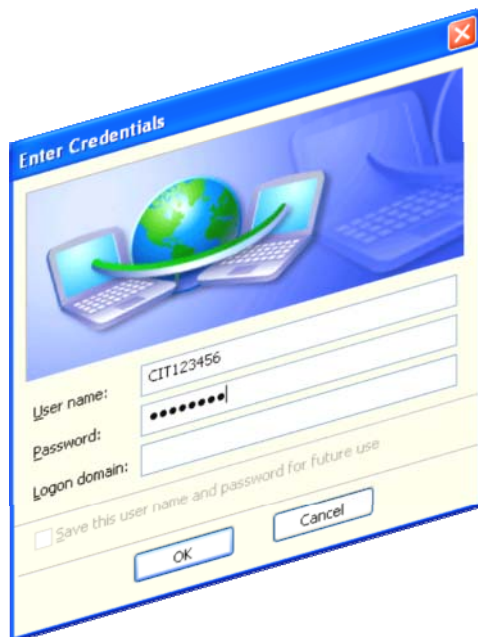 Enter Credentials
User name: CIT123456
Password: ●●●●●●●●
Logon domain:
Save this user name and password for future use
OK Cancel